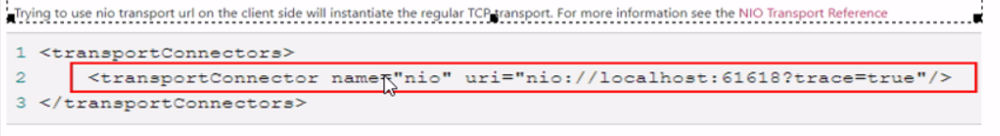 Trying to use nio transport url on the client side will instantiate the regular TCP transport. For more information see the NIO Transport Reference
1 <transportConnectors>
2 <transportConnector name="nio" uri="nio://localhost:61618?trace=true"/>
3 </transportConnectors>